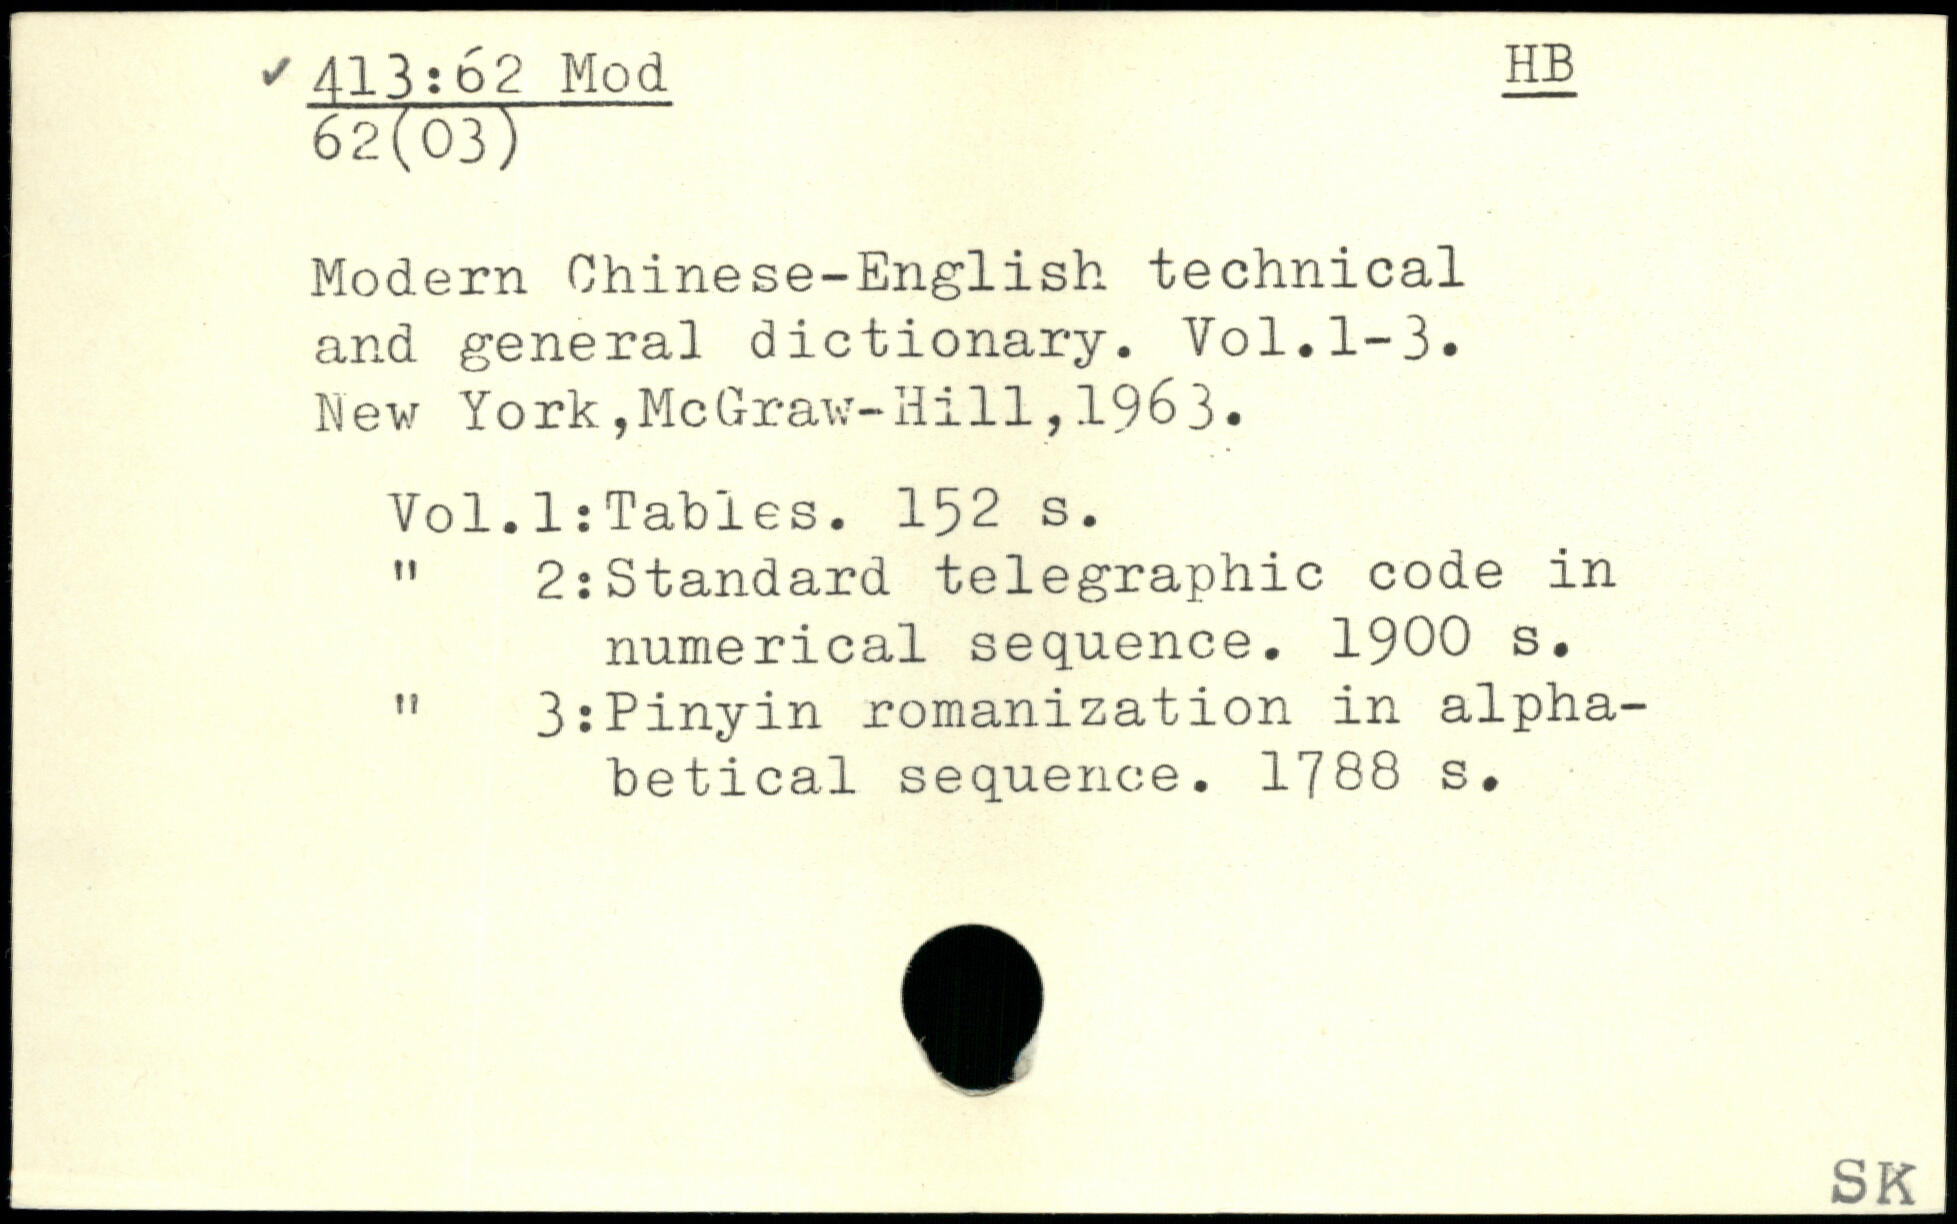 ✓ 413:62 Mod
HB
62(03)
Modern Chinese-English technical
and general dictionary. Vol.1-3.
New York,McGraw-Hill,1963.
Vol.1:Tables. 152 s.
" 2:Standard telegraphic code in
numerical sequence. 1900 s.
" 3:Pinyin romanization in alpha-
betical sequence. 1788 s.
SK